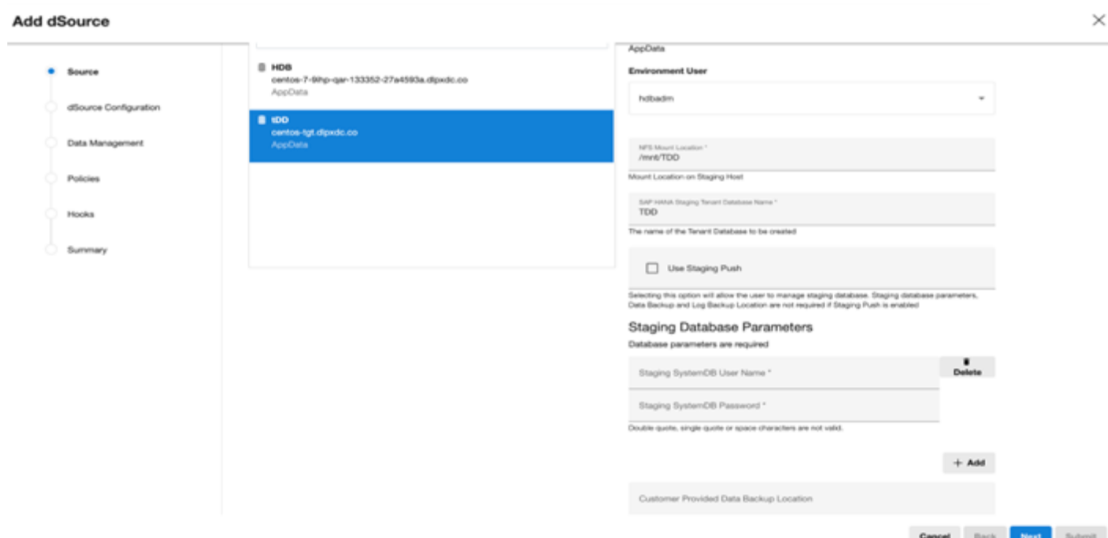 Add dSource
Source
dSource Configuration
Data Management
Policies
Hooks
Summary
HDB
centos-7-9ihp-qar-133352-27a4593a.dlpxdc.co
AppData
tDD
centos-tgt.dlpxdc.co
AppData
AppData
Environment User
hdbadm
NFS Mount Location *
/mnt/TDD
Mount Location on Staging Host
SAP HANA Staging Tenant Database Name *
TDD
The name of the Tenant Database to be created
Use Staging Push
Selecting this option will allow the user to manage staging database. Staging database parameters,
Data Backup and Log Backup Location are not required if Staging Push is enabled
Staging Database Parameters
Database parameters are required
Staging SystemDB User Name *
Delete
Staging SystemDB Password *
Double quote, single quote or space characters are not valid.
+ Add
Customer Provided Data Backup Location
Cancel
Back
Next
Submit